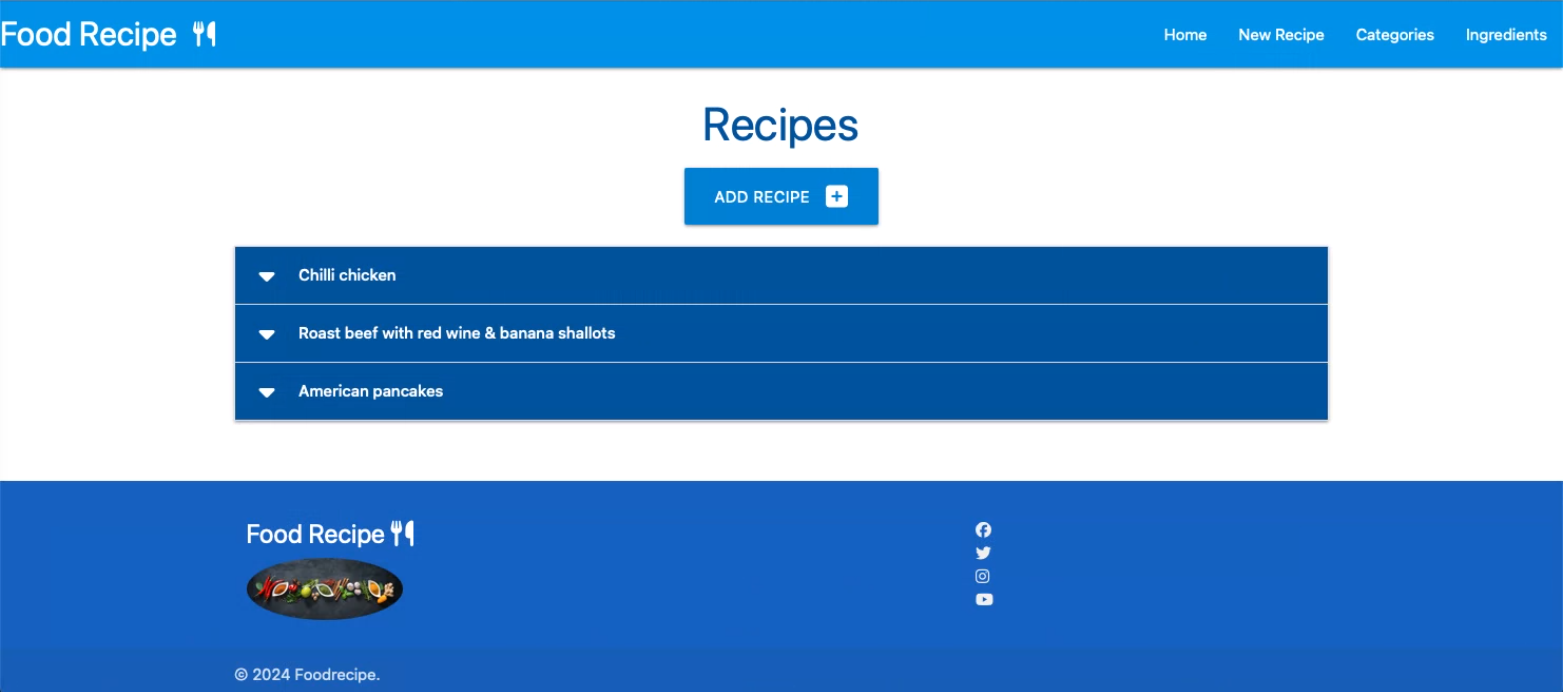 Food Recipe
Home New Recipe Categories Ingredients
Recipes
ADD RECIPE
Chilli chicken
Roast beef with red wine & banana shallots
American pancakes
Food Recipe
© 2024 Foodrecipe.